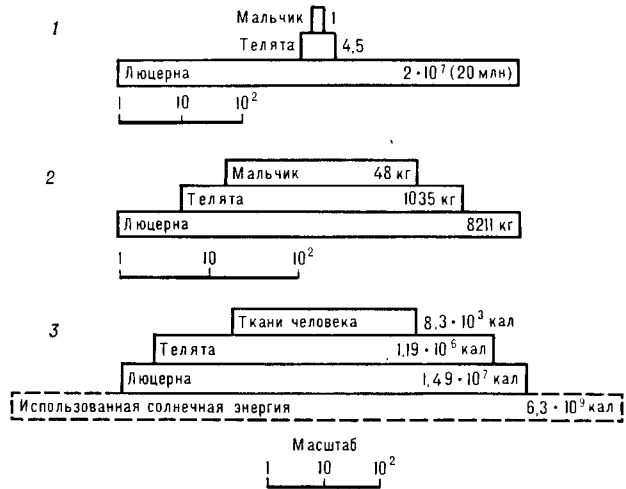 1
Мальчик 1
Телята 4,5
Люцерна 2·10⁷ (20 млн)
1 10 10²
2
Мальчик 48 кг
Телята 1035 кг
Люцерна 8211 кг
1 10 10²
3
Ткани человека 8,3·10³ кал
Телята 1,19·10⁶ кал
Люцерна 1,49·10⁷ кал
Использованная солнечная энергия 6,3·10⁹ кал
Масштаб
1 10 10²